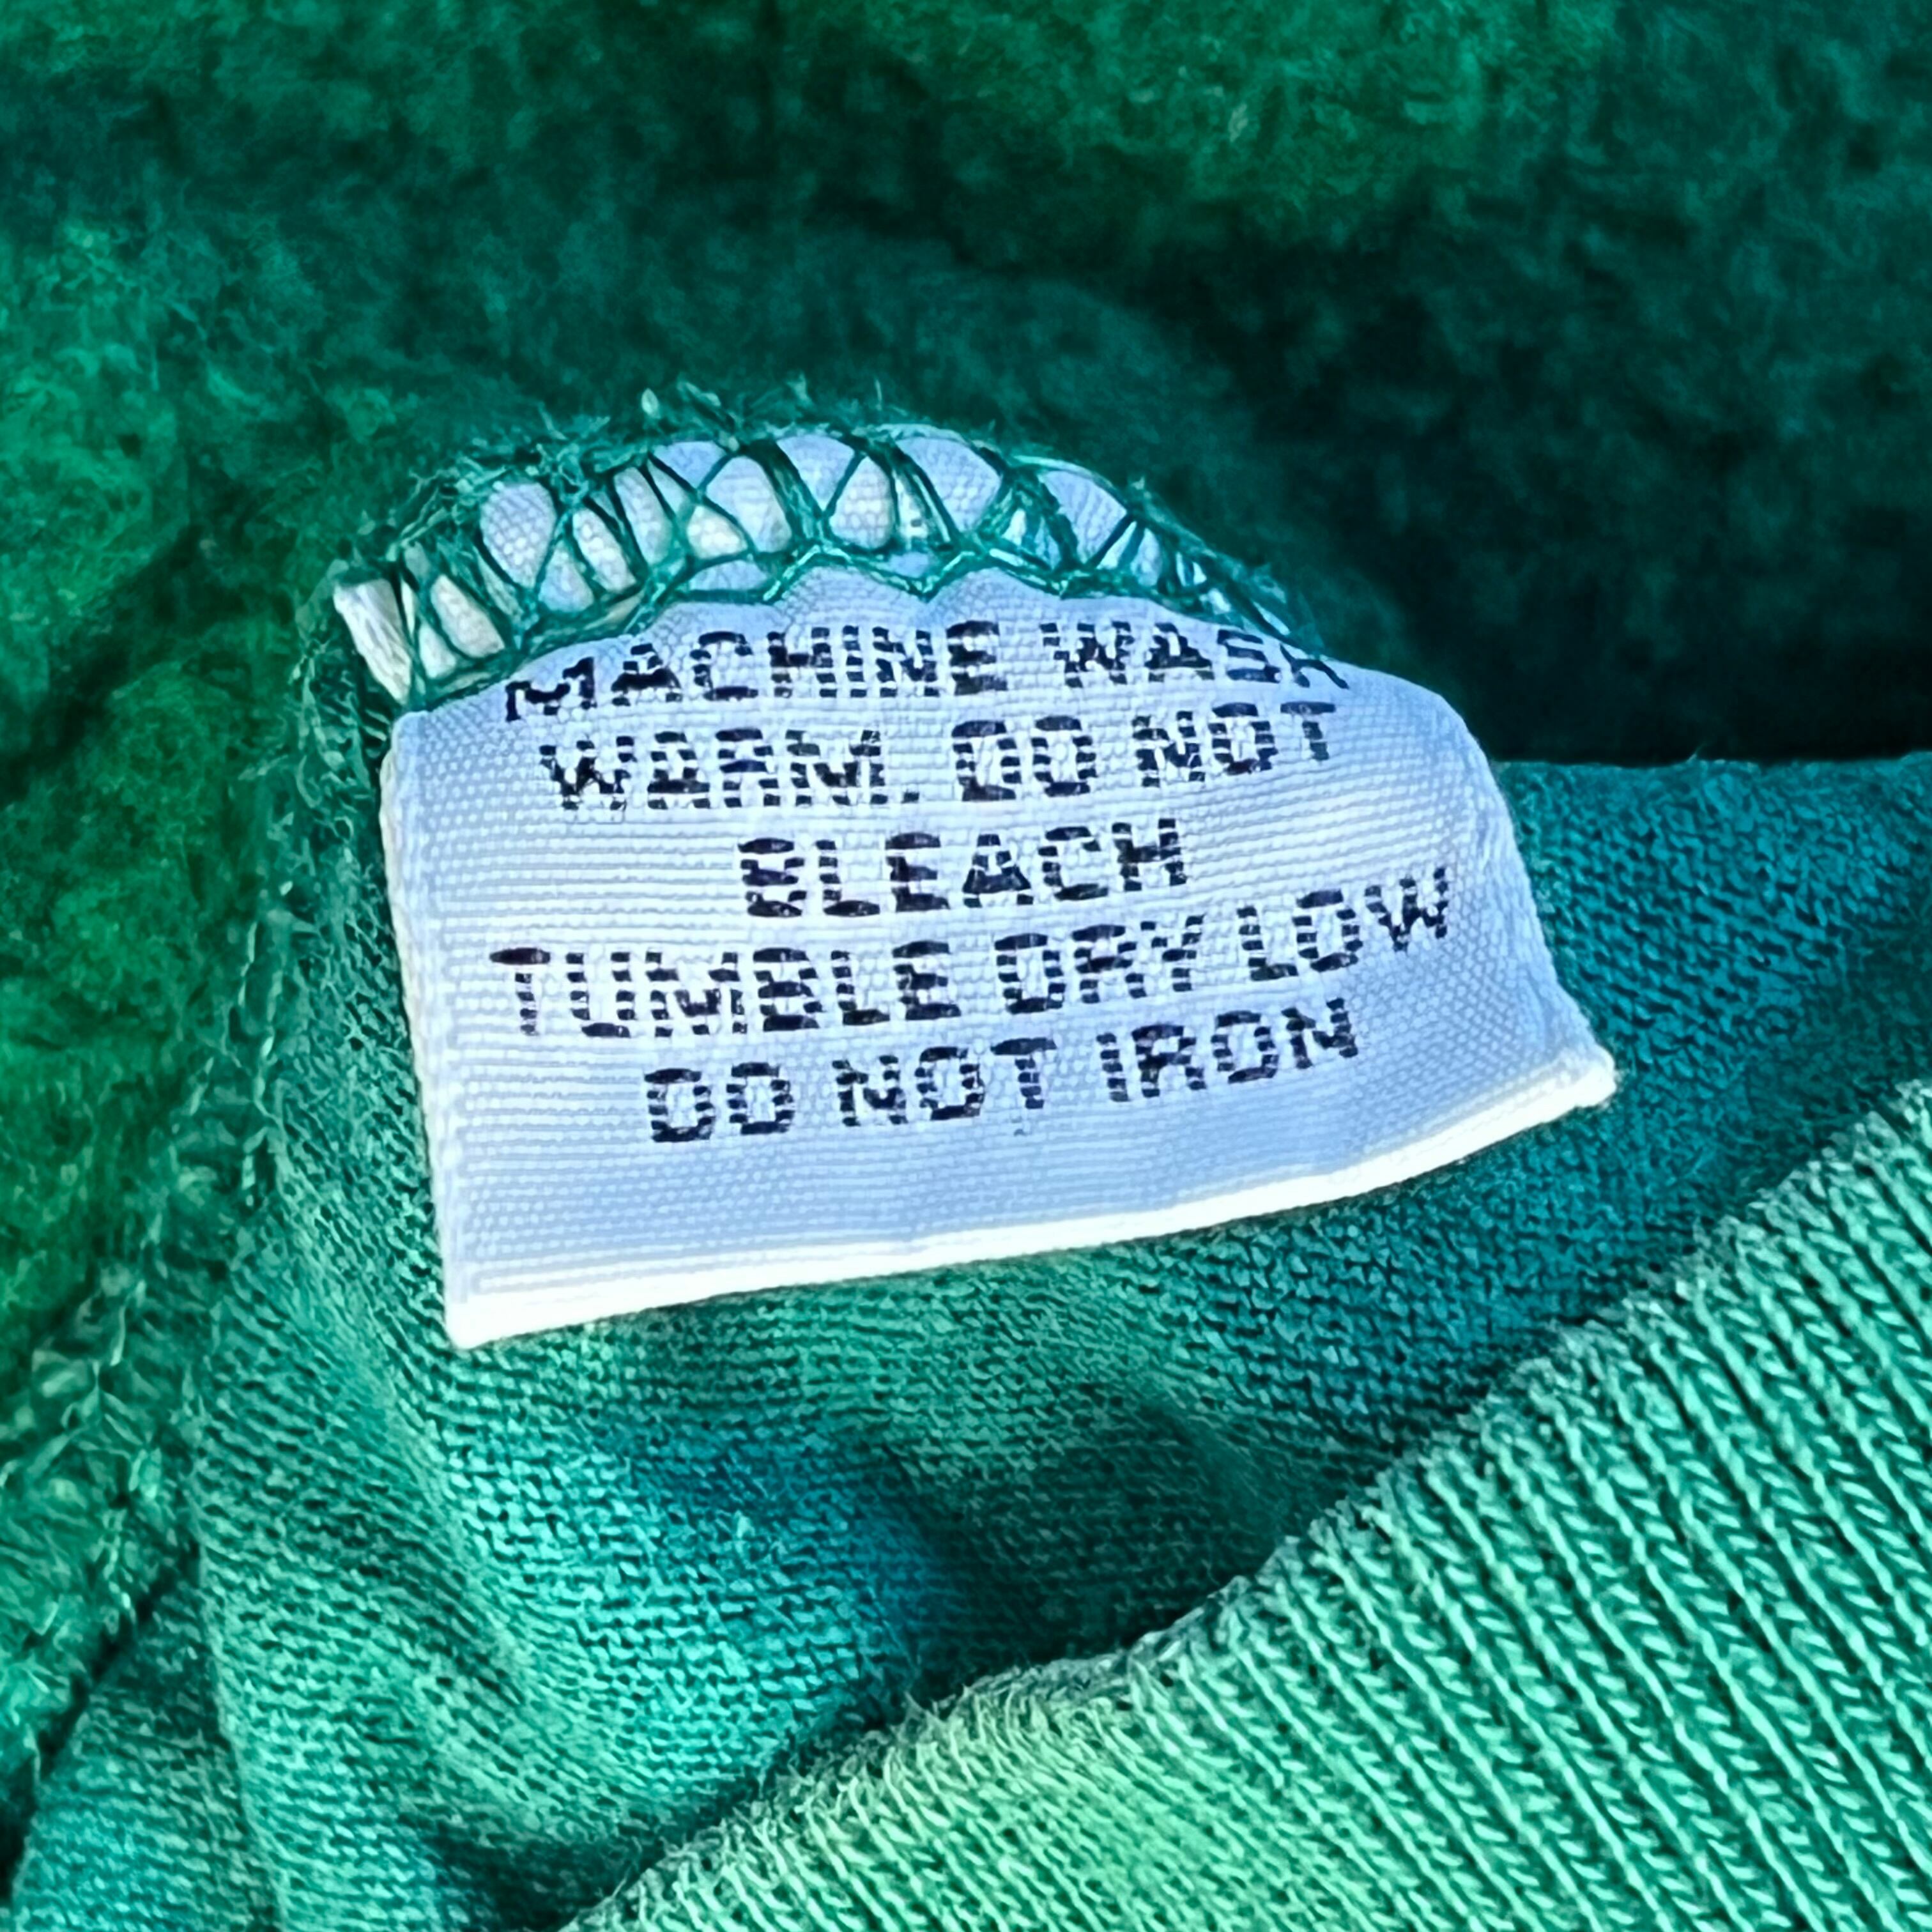 MACHINE WASH
WARM. DO NOT
BLEACH
TUMBLE DRY LOW
DO NOT IRON